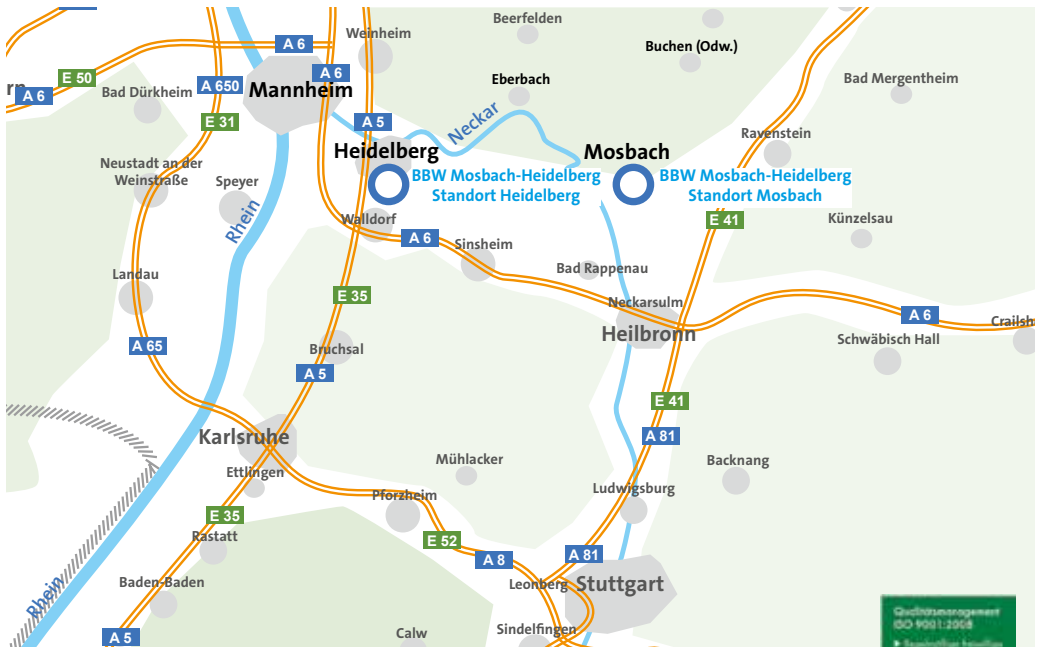 Beerfelden
Weinheim
Buchen (Odw.)
A 6
A 6
E 50
Eberbach
Bad Mergentheim
A 650
Mannheim
Bad Dürkheim
A 6
E 31
A 5
Neckar
Ravenstein
Heidelberg
Mosbach
Neustadt an der
Weinstraße
Speyer
BBW Mosbach-Heidelberg
Standort Heidelberg
BBW Mosbach-Heidelberg
Standort Mosbach
Rhein
Walldorf
E 41
Künzelsau
A 6
Sinsheim
Bad Rappenau
Landau
E 35
Neckarsulm
A 6
Crailsh
Heilbronn
Schwäbisch Hall
A 65
Bruchsal
A 5
E 41
A 81
Karlsruhe
Mühlacker
Backnang
Ettlingen
Ludwigsburg
Pforzheim
E 35
Rastatt
E 52
A 8
A 81
Baden-Baden
Leonberg
Stuttgart
Rhein
A 5
Calw
Sindelfingen
Qualitätsmanagement
ISO 9001:2008